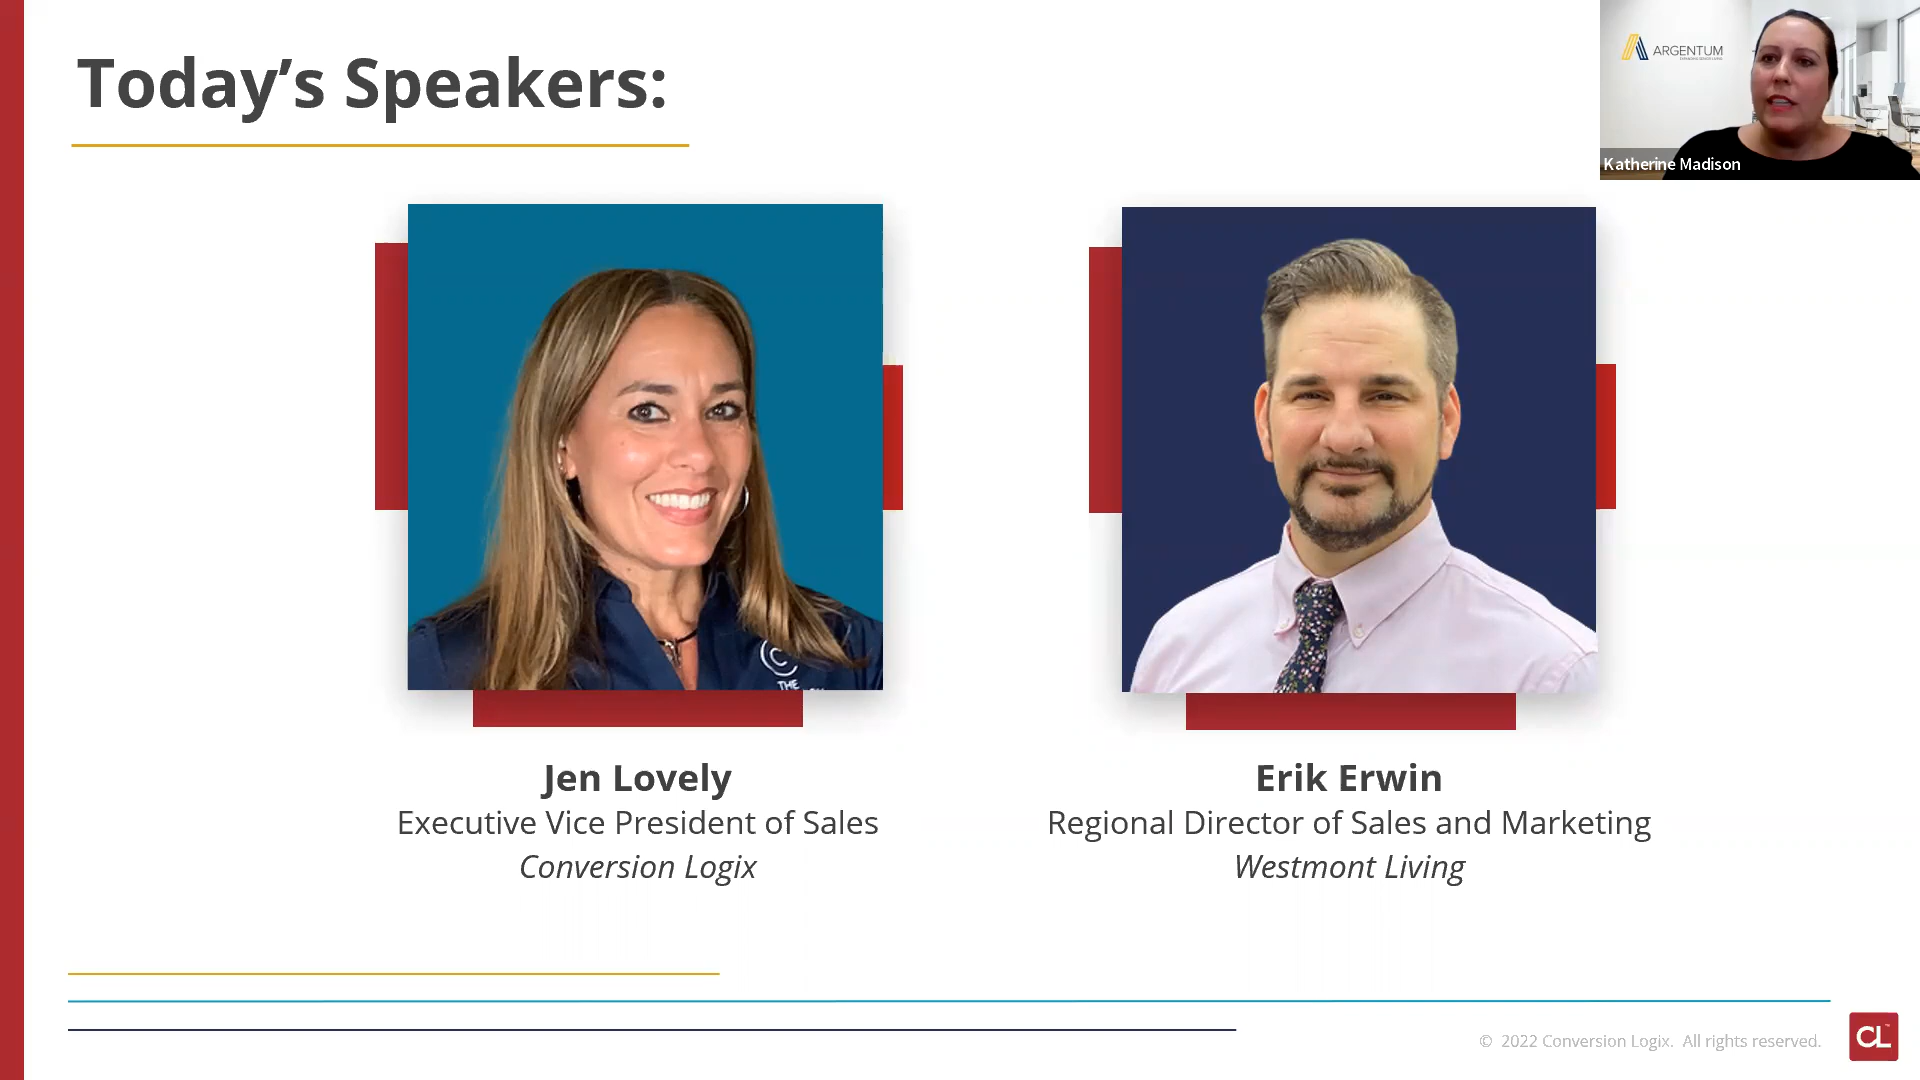 Today’s Speakers:
ARGENTUM
Katherine Madison
THE
Jen Lovely
Executive Vice President of Sales
Conversion Logix
Erik Erwin
Regional Director of Sales and Marketing
Westmont Living
© 2022 Conversion Logix. All rights reserved.
CL